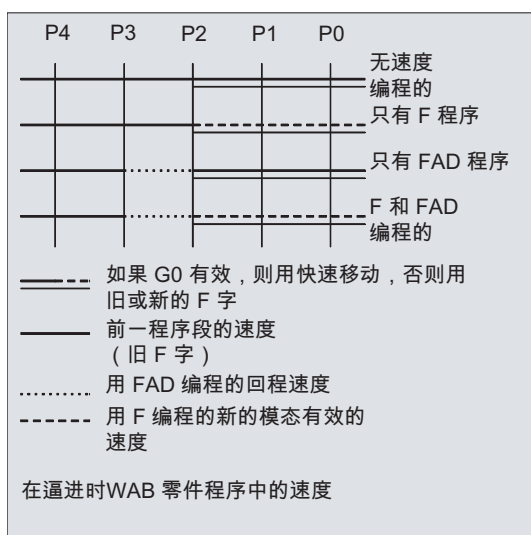 P4 P3 P2 P1 P0
无速度
编程的
只有 F 程序
只有 FAD 程序
F 和 FAD
编程的
如果 G0 有效，则用快速移动，否则用
旧或新的 F 字
前一程序段的速度
（旧 F 字）
用 FAD 编程的回程速度
用 F 编程的新的模态有效的
速度
在逼进时WAB 零件程序中的速度